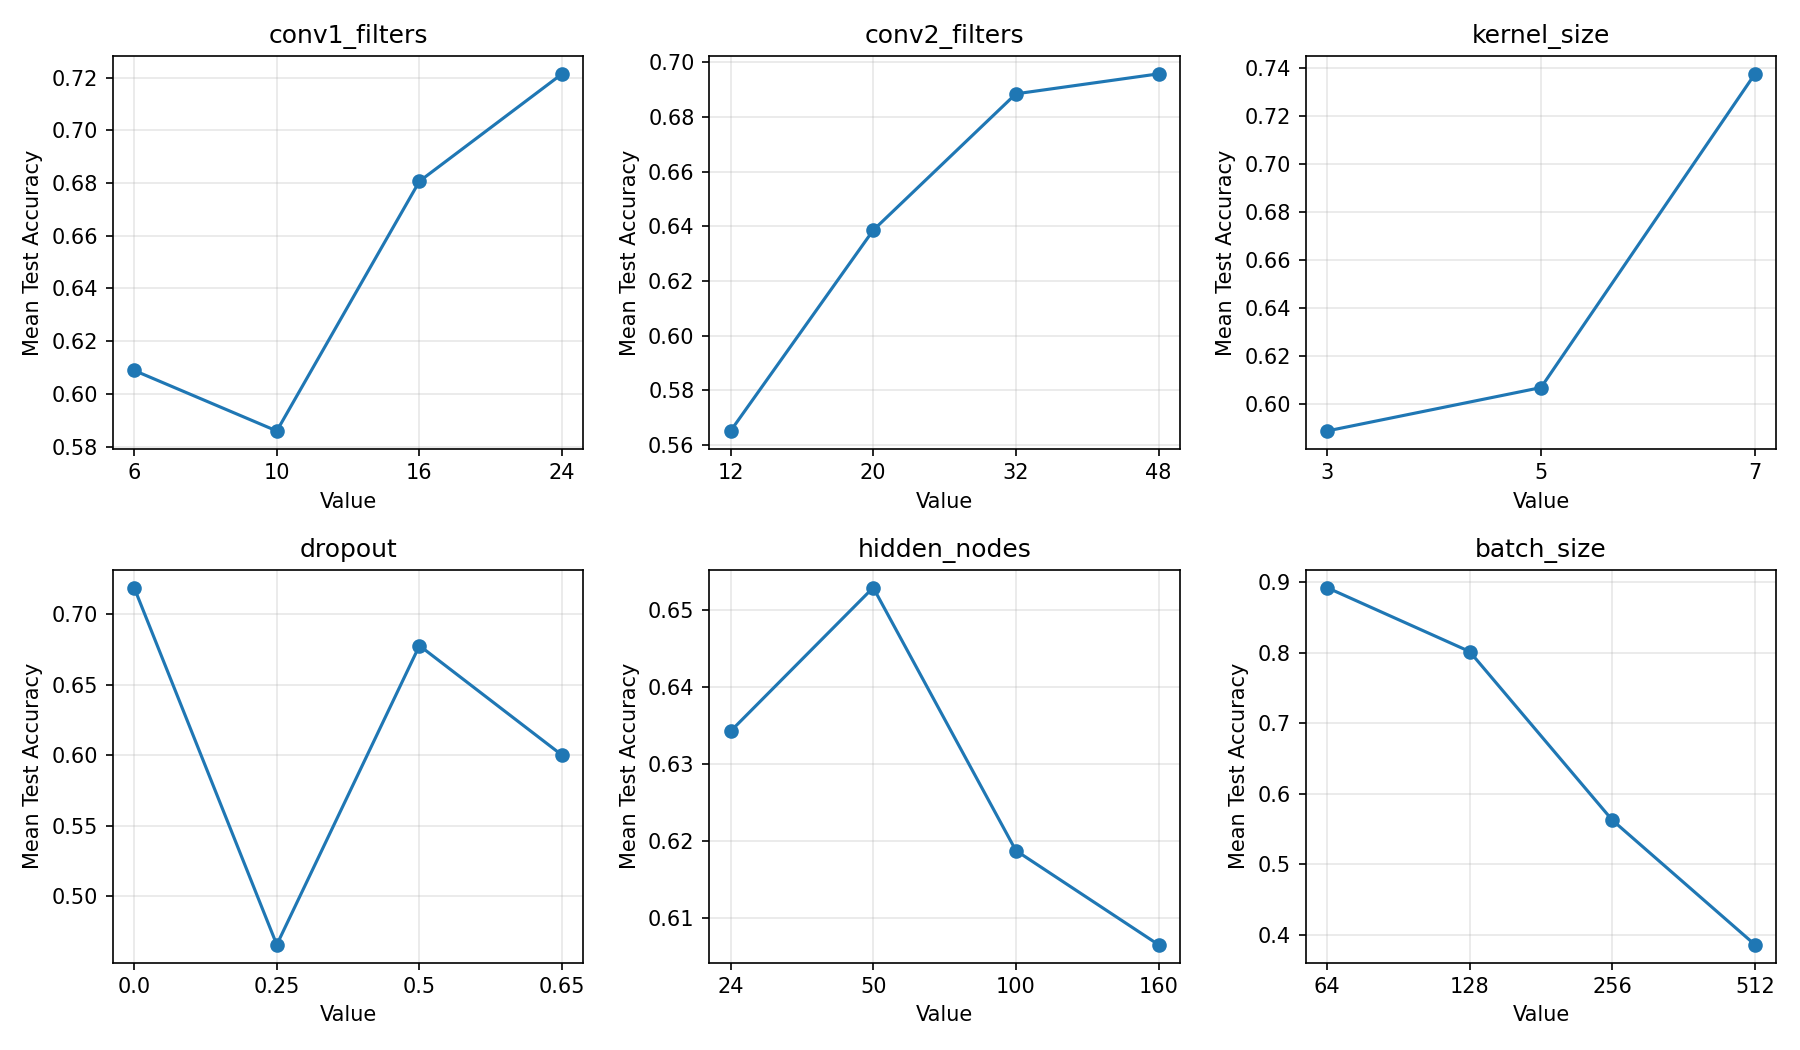 conv1_filters
Mean Test Accuracy
0.72
0.70
0.68
0.66
0.64
0.62
0.60
0.58
6 10 16 24
Value
conv2_filters
Mean Test Accuracy
0.70
0.68
0.66
0.64
0.62
0.60
0.58
0.56
12 20 32 48
Value
kernel_size
Mean Test Accuracy
0.74
0.72
0.70
0.68
0.66
0.64
0.62
0.60
3 5 7
Value
dropout
Mean Test Accuracy
0.70
0.65
0.60
0.55
0.50
0.0 0.25 0.5 0.65
Value
hidden_nodes
Mean Test Accuracy
0.65
0.64
0.63
0.62
0.61
24 50 100 160
Value
batch_size
Mean Test Accuracy
0.9
0.8
0.7
0.6
0.5
0.4
64 128 256 512
Value